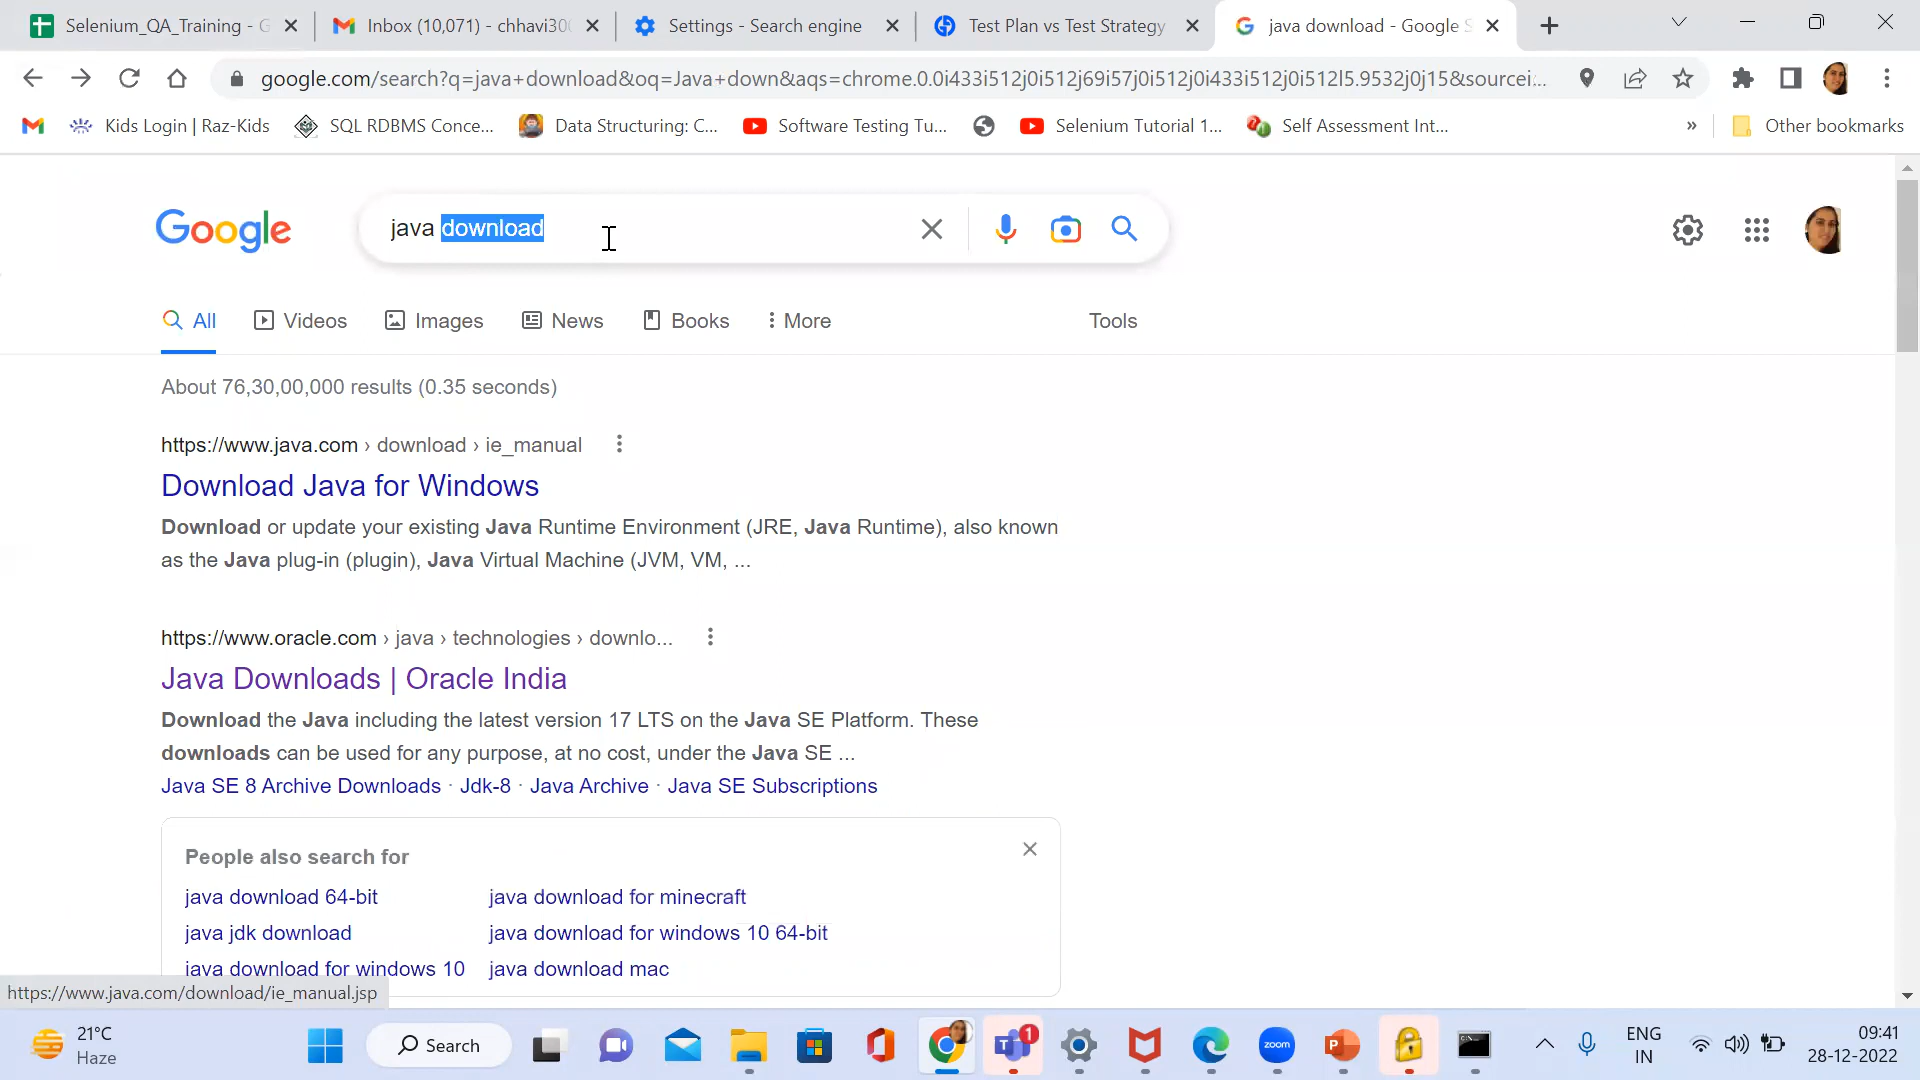 Selenium_QA_Training - G
Inbox (10,071) - chhavi30
Settings - Search engine
Test Plan vs Test Strategy
java download - Google S
google.com/search?q=java+download&oq=Java+down&aqs=chrome.0.0i433i512j0i512j69i57j0i512j0i433i512j0i512l5.9532j0j15&sourcei...
Kids Login | Raz-Kids
SQL RDBMS Conce...
Data Structuring: C...
Software Testing Tu...
Selenium Tutorial 1...
Self Assessment Int...
»
Other bookmarks
Google
java download
All
Videos
Images
News
Books
More
Tools
About 76,30,00,000 results (0.35 seconds)
https://www.java.com › download › ie_manual
Download Java for Windows
Download or update your existing Java Runtime Environment (JRE, Java Runtime), also known
as the Java plug-in (plugin), Java Virtual Machine (JVM, VM, ...
https://www.oracle.com › java › technologies › downlo...
Java Downloads | Oracle India
Download the Java including the latest version 17 LTS on the Java SE Platform. These
downloads can be used for any purpose, at no cost, under the Java SE ...
Java SE 8 Archive Downloads · Jdk-8 · Java Archive · Java SE Subscriptions
People also search for
java download 64-bit
java download for minecraft
java jdk download
java download for windows 10 64-bit
java download for windows 10
java download mac
https://www.java.com/download/ie_manual.jsp
21°C
Haze
Search
1
zoom
ENG
IN
09:41
28-12-2022